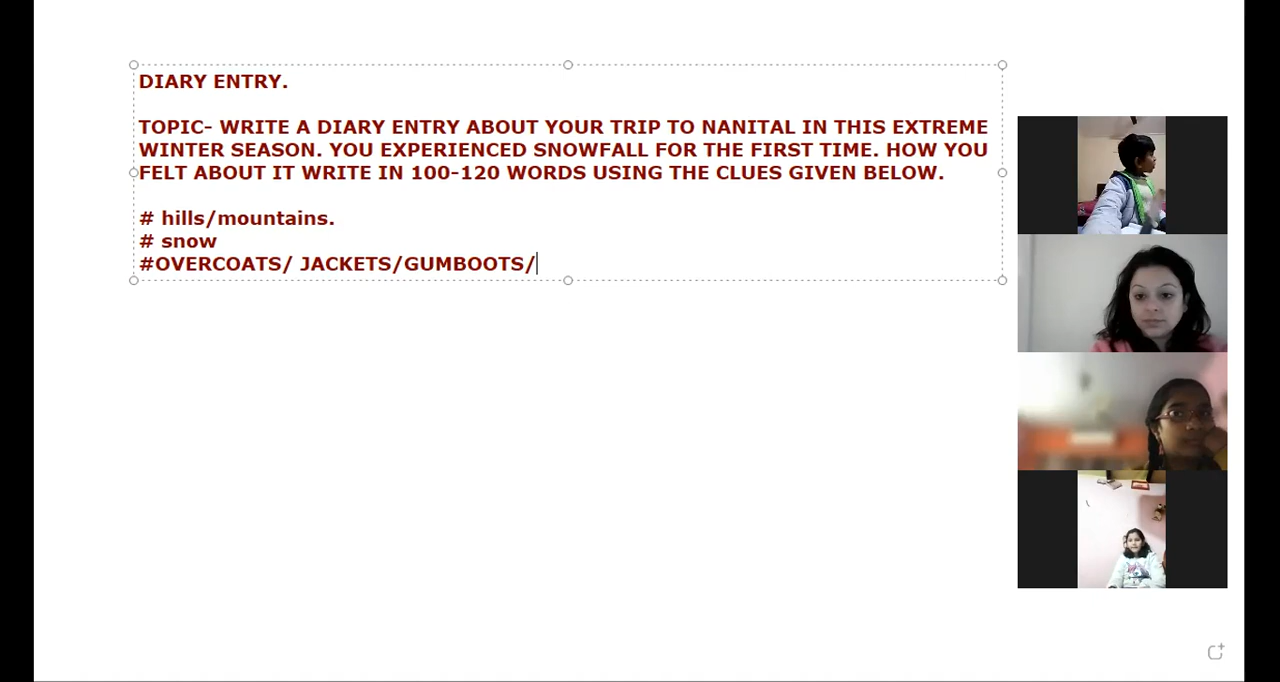 DIARY ENTRY.
TOPIC- WRITE A DIARY ENTRY ABOUT YOUR TRIP TO NANITAL IN THIS EXTREME
WINTER SEASON. YOU EXPERIENCED SNOWFALL FOR THE FIRST TIME. HOW YOU
FELT ABOUT IT WRITE IN 100-120 WORDS USING THE CLUES GIVEN BELOW.
# hills/mountains.
# snow
#OVERCOATS/ JACKETS/GUMBOOTS/